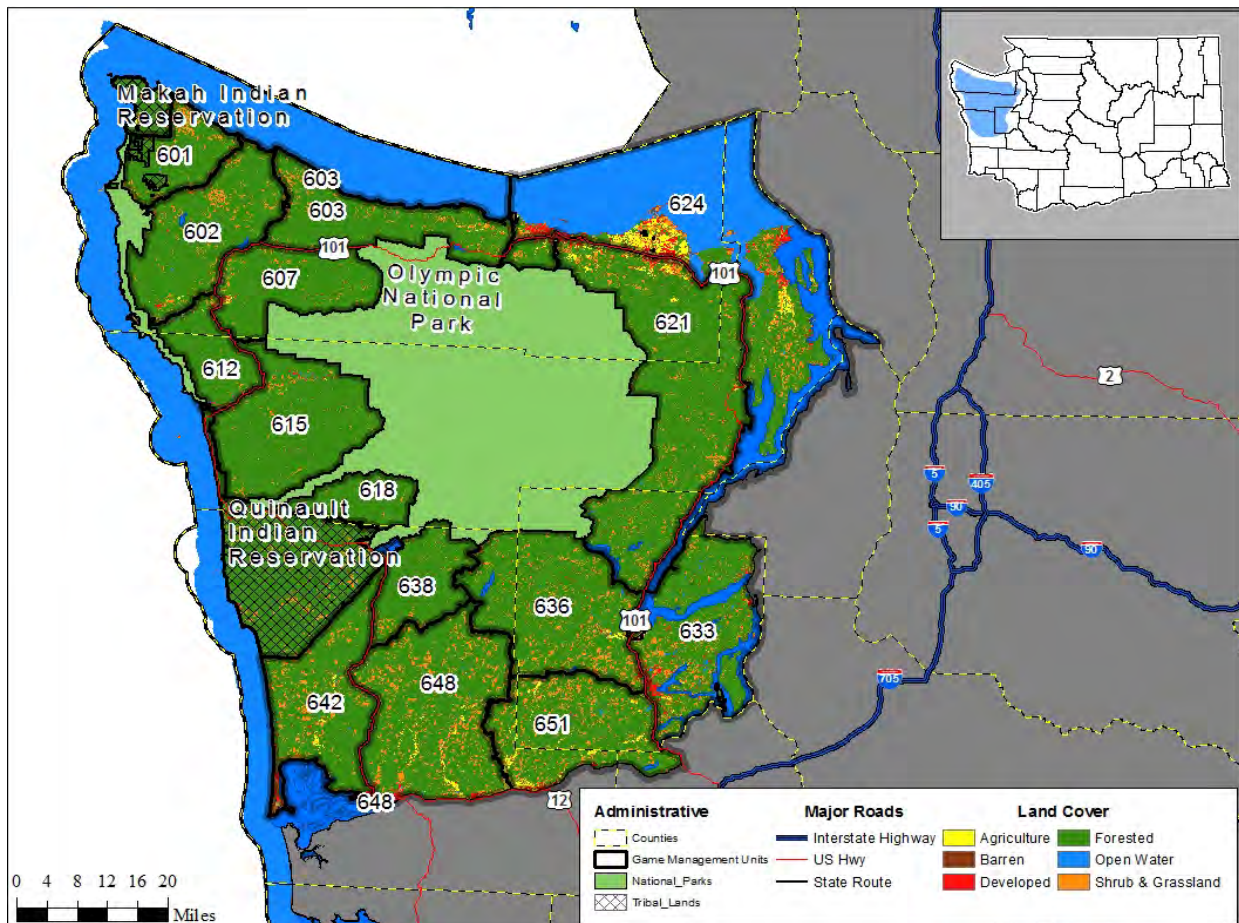 Makah Indian
Reservation
601
603
603
602
101
607
Olympic
National
Park
624
101
621
612
615
618
Quinault
Indian
Reservation
638
636
101
633
642
648
651
648
12
2
5
405
90
5
90
705
0 4 8 12 16 20
Miles
Administrative
Counties
Game Management Units
National_Parks
Tribal_Lands
Major Roads
Interstate Highway
US Hwy
State Route
Land Cover
Agriculture
Barren
Developed
Forested
Open Water
Shrub & Grassland